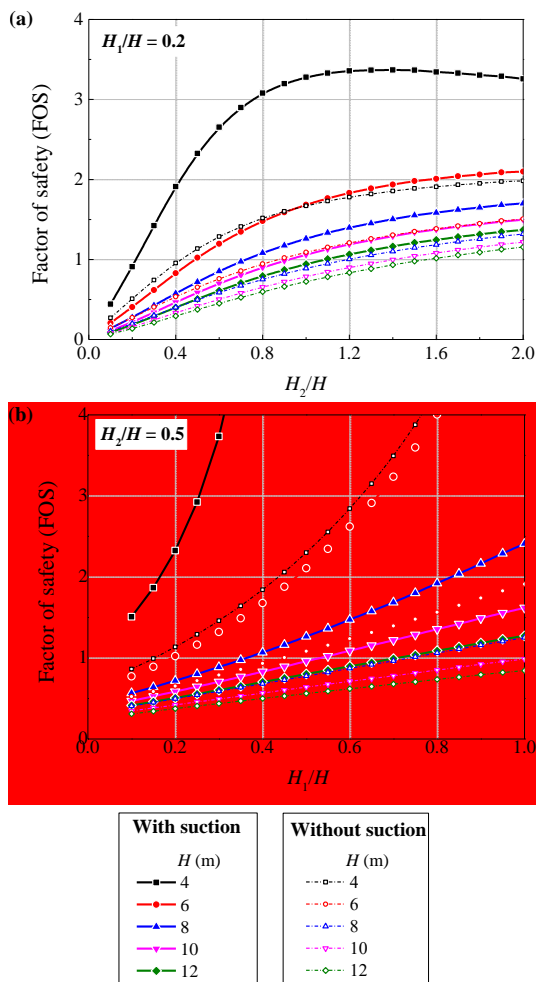 (a)
H₁/H = 0.2
Factor of safety (FOS)
4
3
2
1
0
0.0 0.4 0.8 1.2 1.6 2.0
H₂/H
(b)
H₂/H = 0.5
Factor of safety (FOS)
4
3
2
1
0
0.0 0.2 0.4 0.6 0.8 1.0
H₁/H
With suction
H (m)
4
6
8
10
12
Without suction
H (m)
4
6
8
10
12